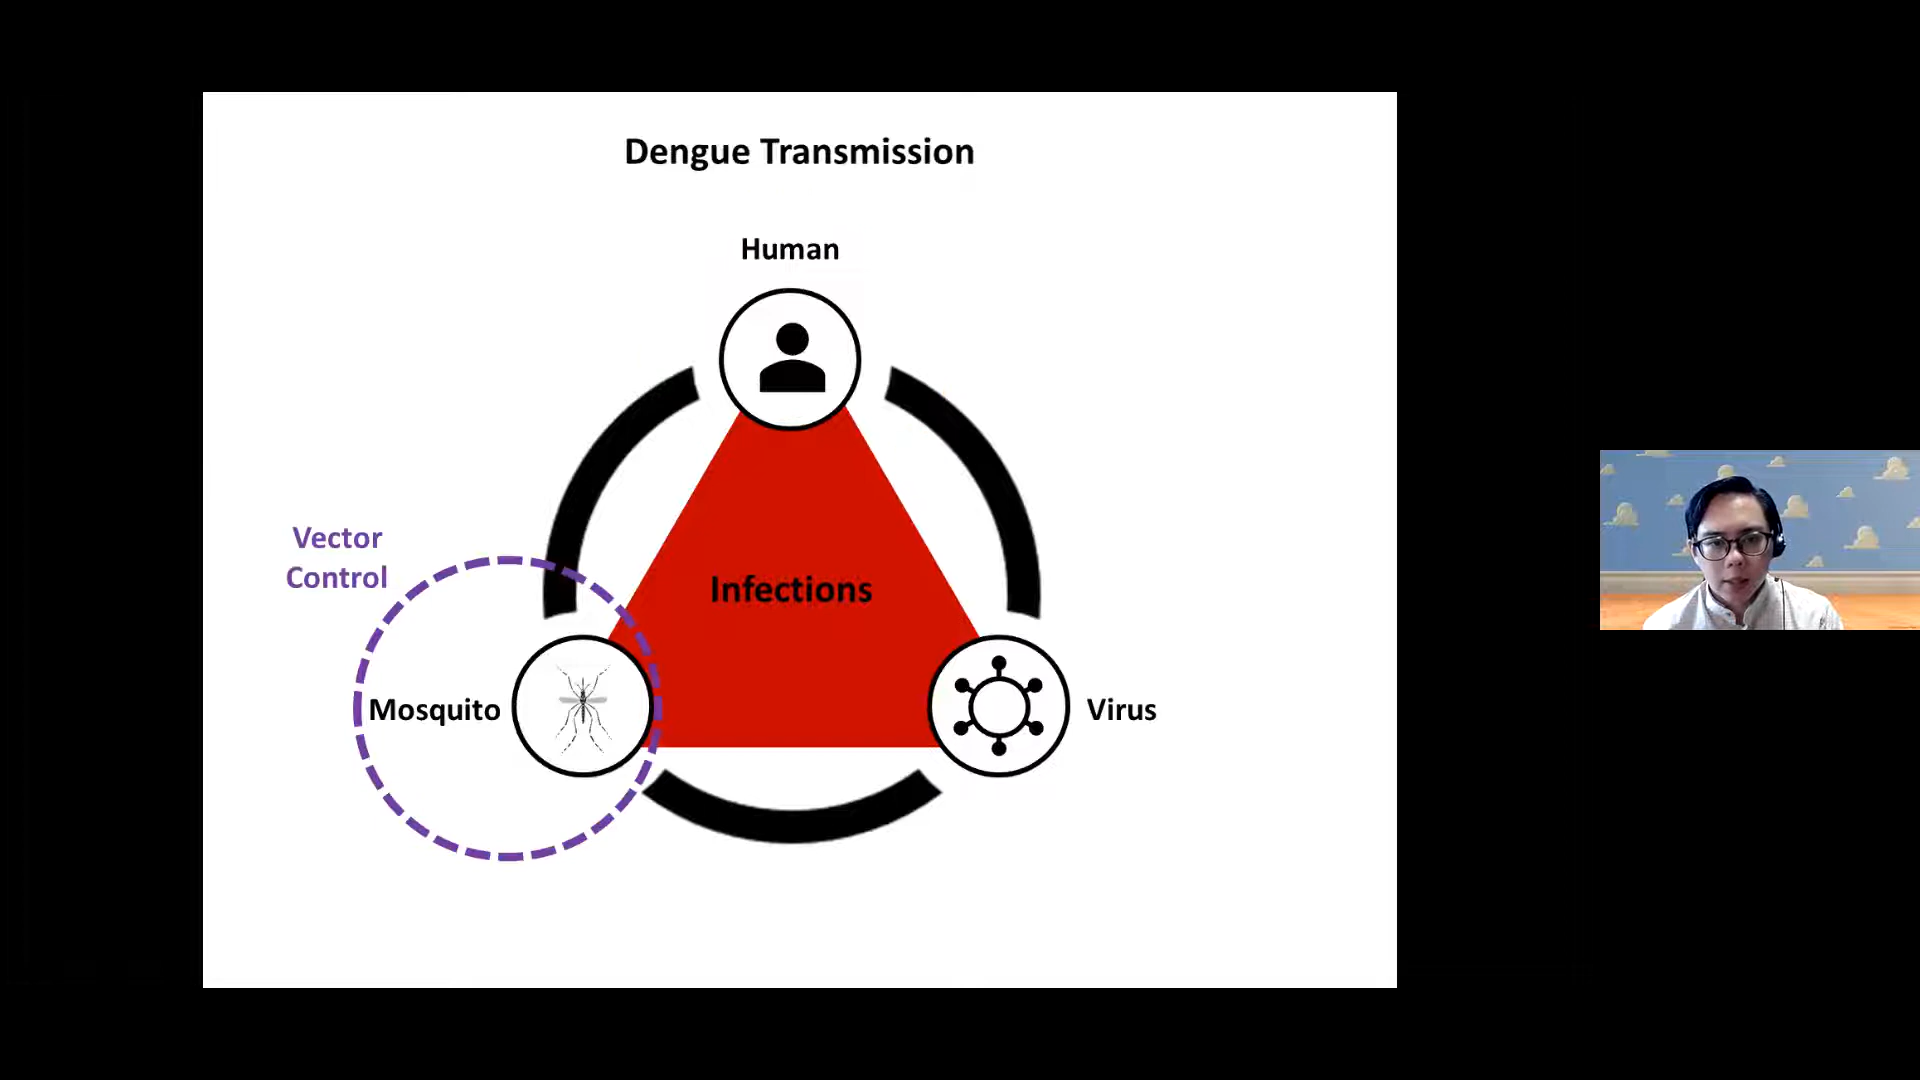 Dengue Transmission
Human
Vector
Control
Infections
Mosquito
Virus